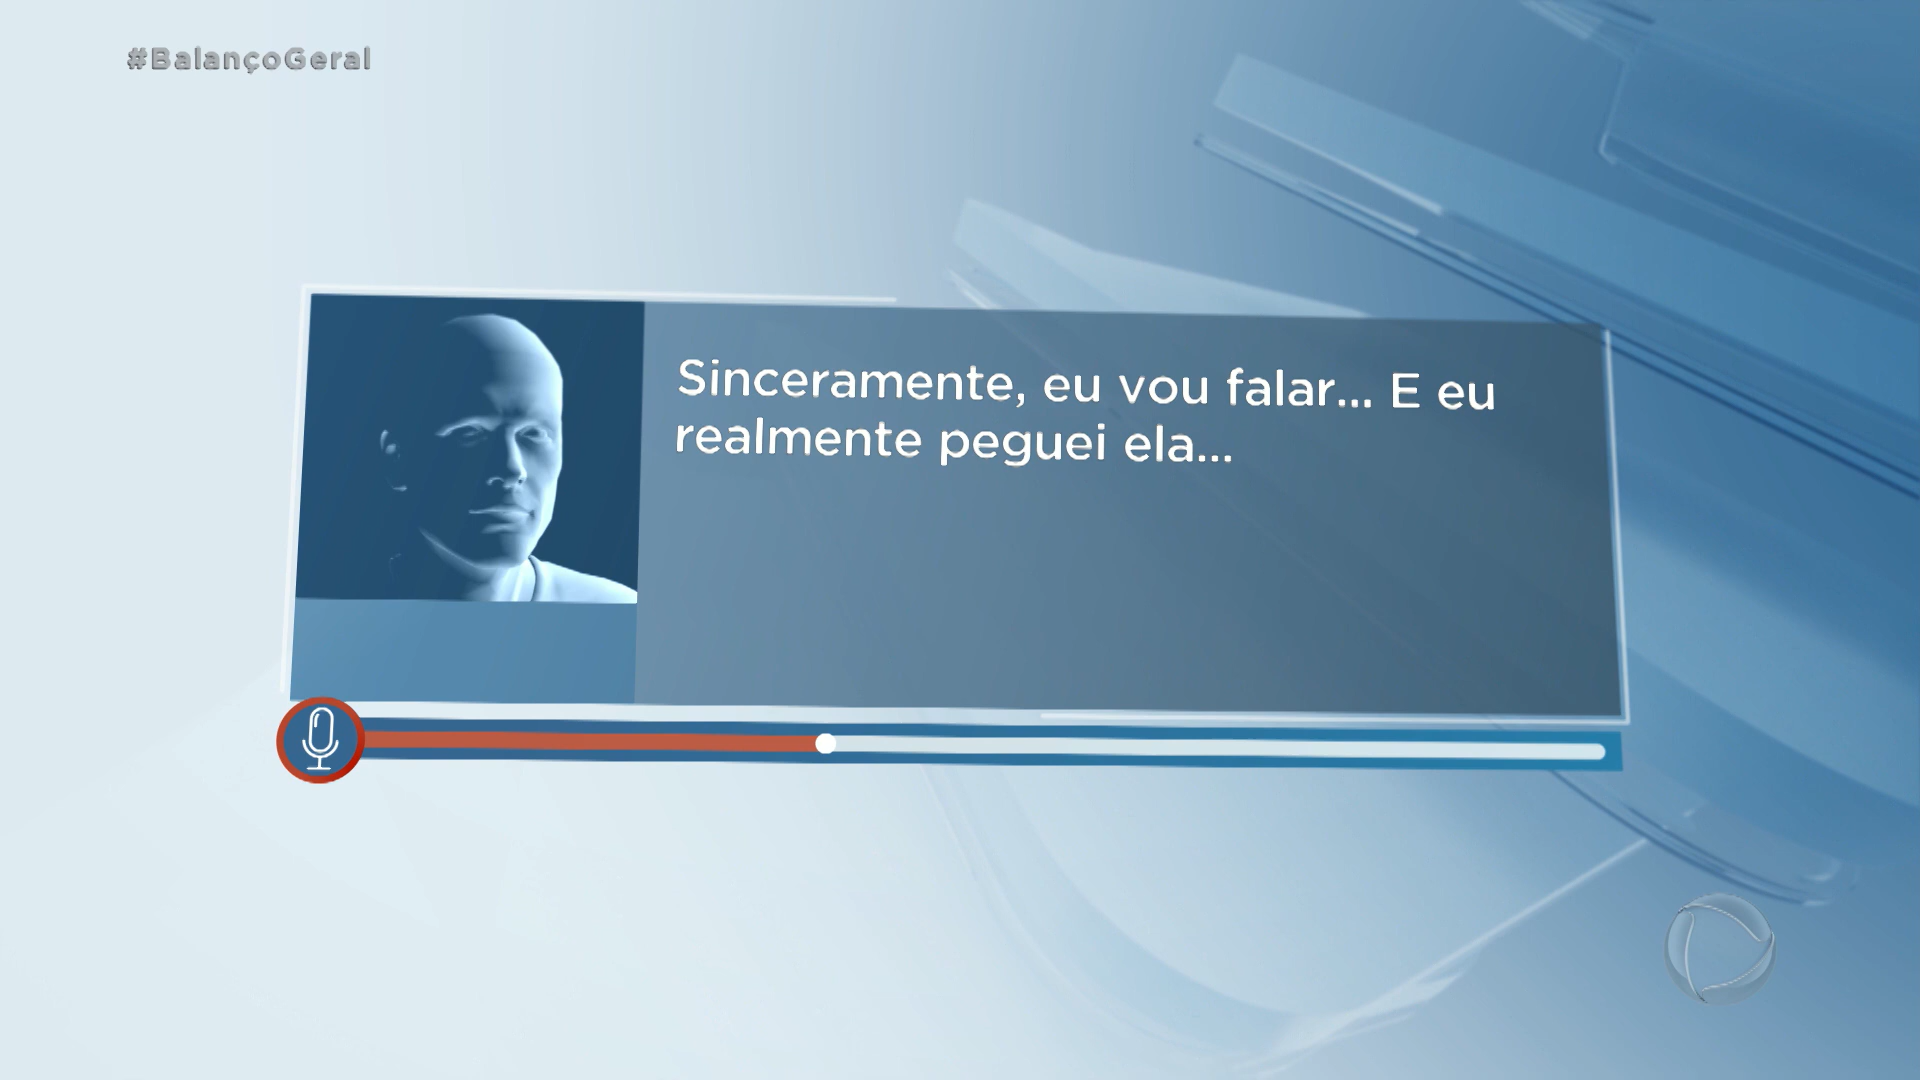 #BalançoGeral
Sinceramente, eu vou falar... E eu
realmente peguei ela...